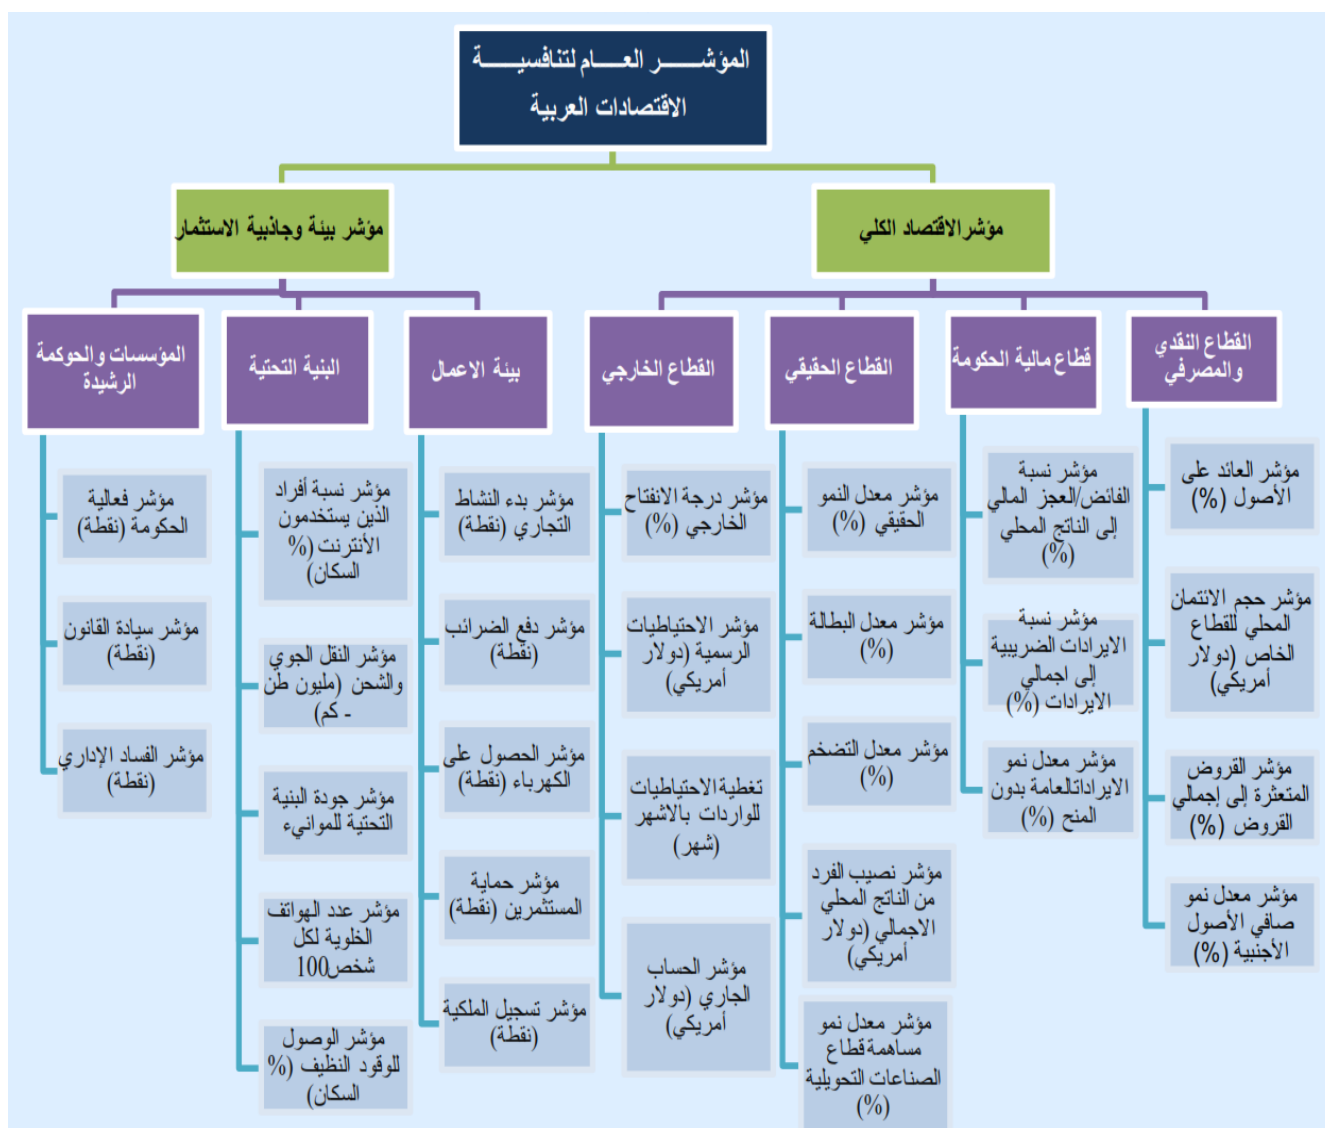 المؤشر العام لتنافسية
الاقتصادات العربية
مؤشرالاقتصاد الكلي
مؤشر بيئة وجاذبية الاستثمار
القطاع النقدي
والمصرفي
قطاع مالية الحكومة
القطاع الحقيقي
القطاع الخارجي
بيئة الاعمال
البنية التحتية
المؤسسات والحوكمة
الرشيدة
مؤشر العائد على
الأصول (%)
مؤشر حجم الائتمان
المحلي للقطاع
الخاص (دولار
أمريكي)
مؤشر القروض
المتعثرة إلى إجمالي
القروض (%)
مؤشر معدل نمو
صافي الأصول
الأجنبية (%)
مؤشر نسبة
الفائض/العجز المالي
إلى الناتج المحلي
(%)
مؤشر نسبة
الايرادات الضريبية
إلى اجمالي
الايرادات (%)
مؤشر معدل نمو
الايراداتالعامة بدون
المنح (%)
مؤشر معدل النمو
الحقيقي (%)
مؤشر معدل البطالة
(%)
مؤشر معدل التضخم
(%)
مؤشر نصيب الفرد
من الناتج المحلي
الاجمالي (دولار
أمريكي)
مؤشر معدل نمو
مساهمة قطاع
الصناعات التحويلية
(%)
مؤشر درجة الانفتاح
الخارجي (%)
مؤشر الاحتياطيات
الرسمية (دولار
أمريكي)
تغطية الاحتياطيات
للواردات بالاشهر
(شهر)
مؤشر الحساب
الجاري (دولار
أمريكي)
مؤشر بدء النشاط
التجاري (نقطة)
مؤشر دفع الضرائب
(نقطة)
مؤشر الحصول على
الكهرباء (نقطة)
مؤشر حماية
المستثمرين (نقطة)
مؤشر تسجيل الملكية
(نقطة)
مؤشر نسبة أفراد
الذين يستخدمون
الأنترنت (%
السكان)
مؤشر النقل الجوي
والشحن (مليون طن
- كم)
مؤشر جودة البنية
التحتية للموانيء
مؤشر عدد الهواتف
الخلوية لكل
شخص100
مؤشر الوصول
للوقود النظيف (%
السكان)
مؤشر فعالية
الحكومة (نقطة)
مؤشر سيادة القانون
(نقطة)
مؤشر الفساد الإداري
(نقطة)